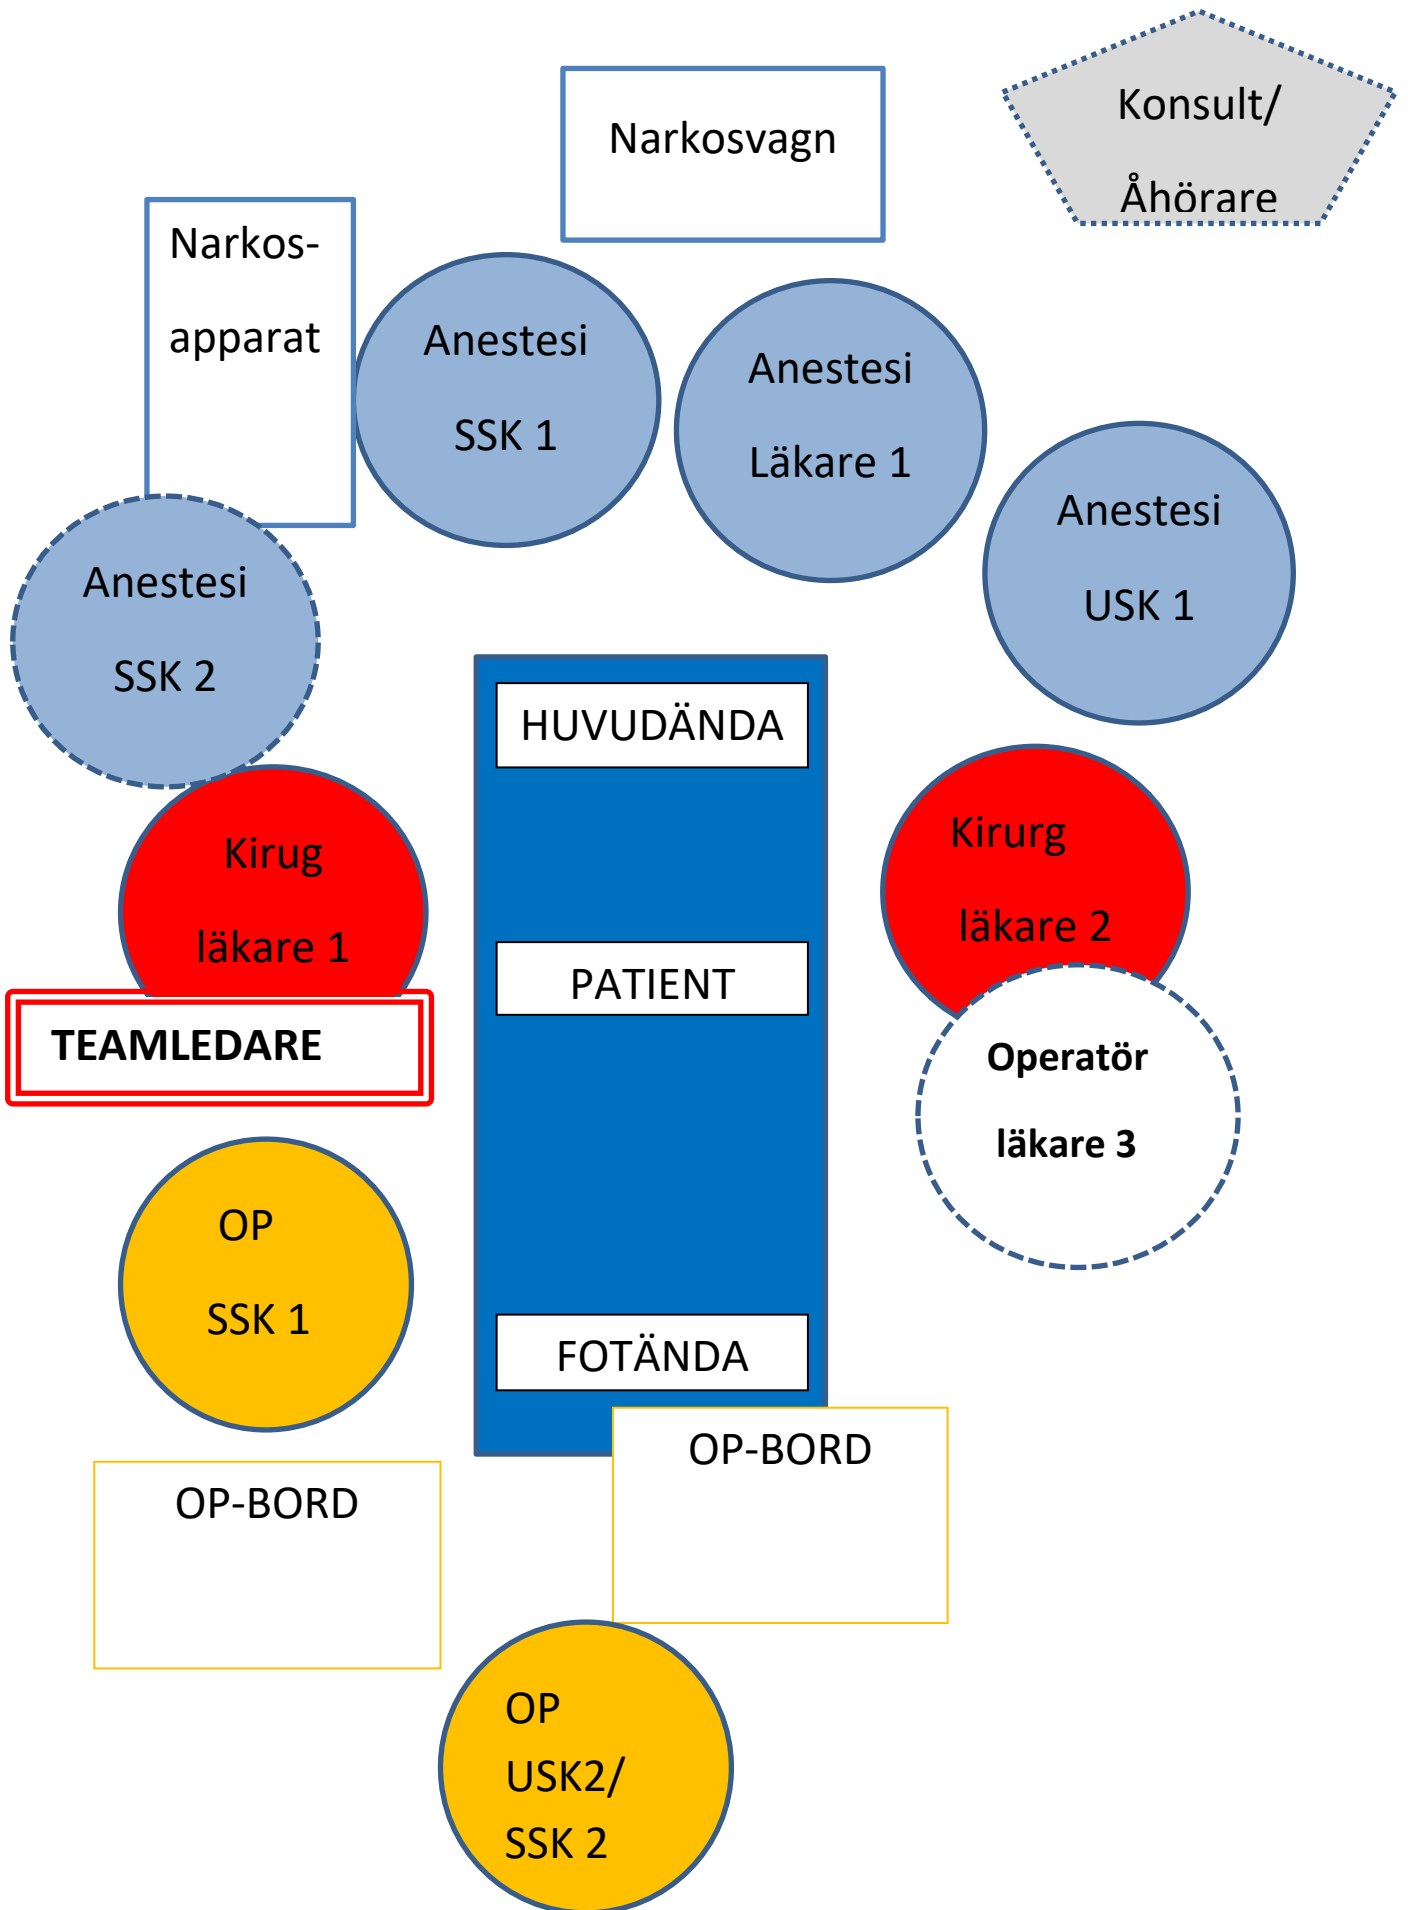 Konsult/
Åhörare
Narkosvagn
Narkos-
apparat
Anestesi
SSK 1
Anestesi
Läkare 1
Anestesi
USK 1
Anestesi
SSK 2
HUVUDÄNDA
Kirug
läkare 1
Kirurg
läkare 2
PATIENT
TEAMLEDARE
Operatör
läkare 3
OP
SSK 1
FOTÄNDA
OP-BORD
OP-BORD
OP
USK2/
SSK 2